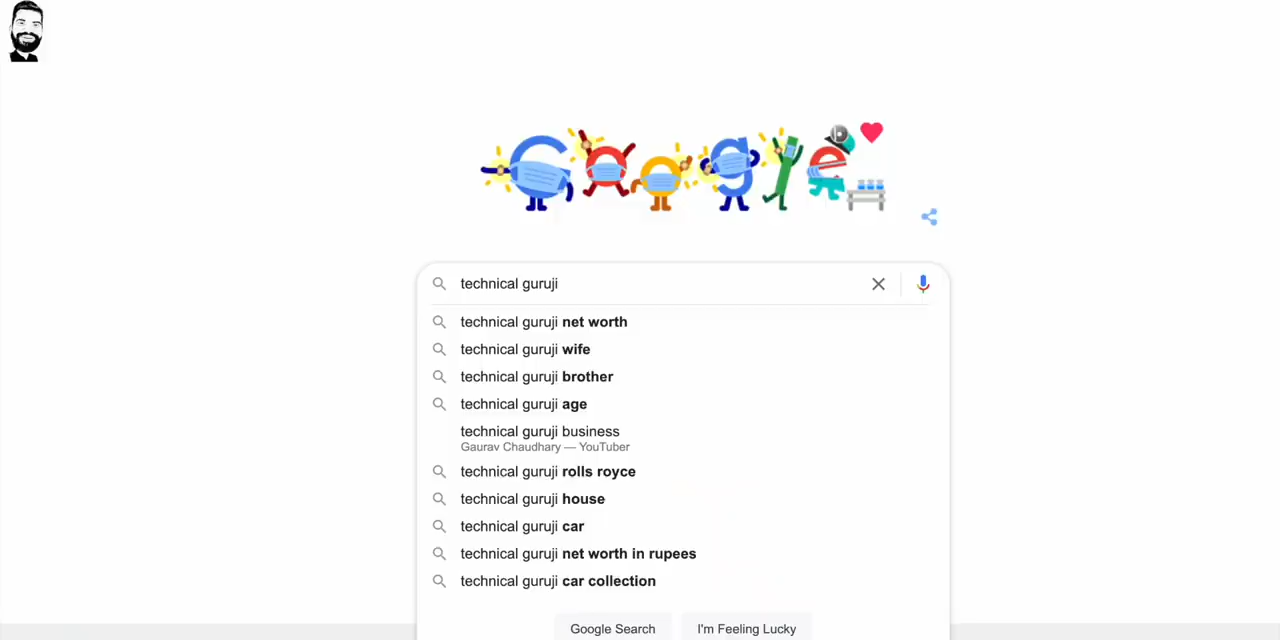 Google
technical guruji
technical guruji net worth
technical guruji wife
technical guruji brother
technical guruji age
technical guruji business
Gaurav Chaudhary — YouTuber
technical guruji rolls royce
technical guruji house
technical guruji car
technical guruji net worth in rupees
technical guruji car collection
Google Search
I'm Feeling Lucky